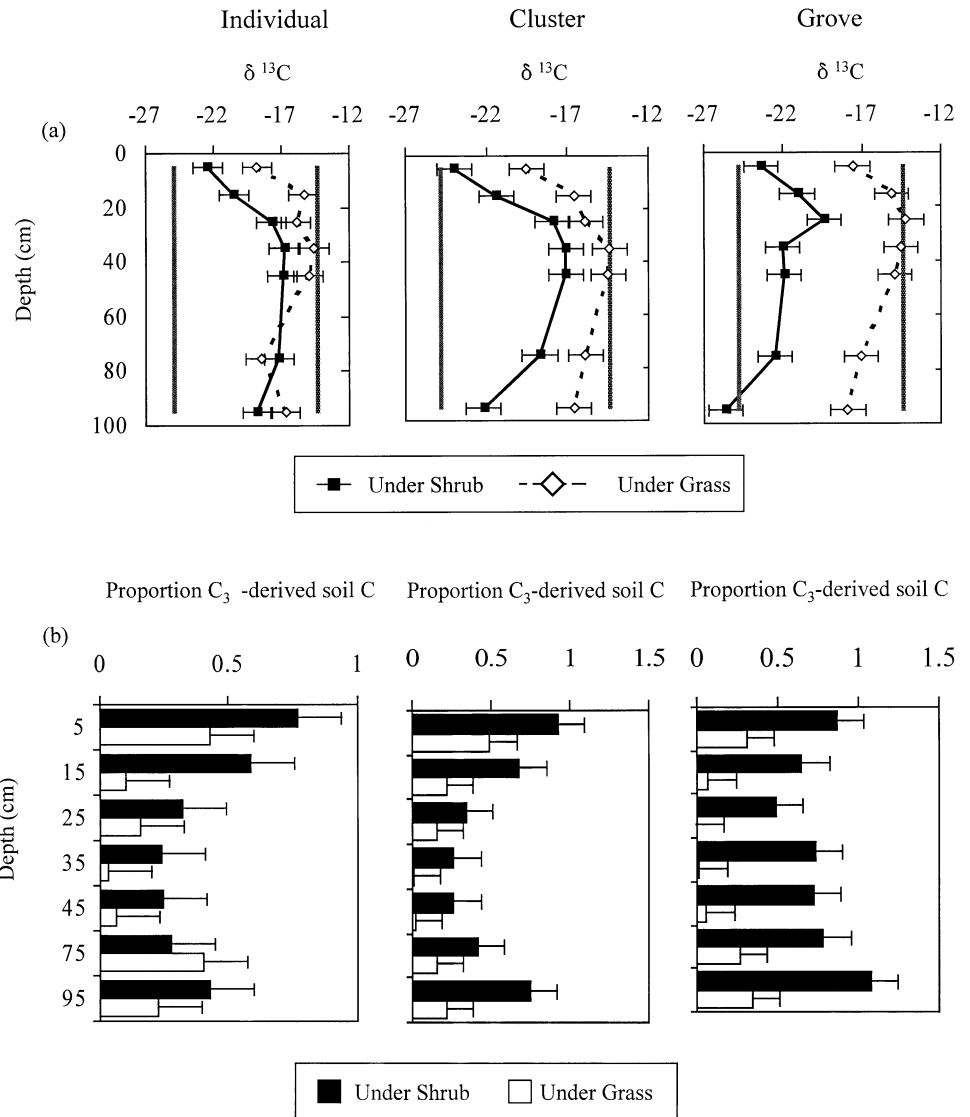 Individual Cluster Grove
δ ¹³C δ ¹³C δ ¹³C
-27 -22 -17 -12 -27 -22 -17 -12 -27 -22 -17 -12
(a)
0
20
40
60
80
100
Depth (cm)
Under Shrub Under Grass
Proportion C₃ -derived soil C Proportion C₃-derived soil C Proportion C₃-derived soil C
(b)
0 0.5 1 0 0.5 1 1.5 0 0.5 1 1.5
5
15
25
35
45
75
95
Depth (cm)
Under Shrub Under Grass